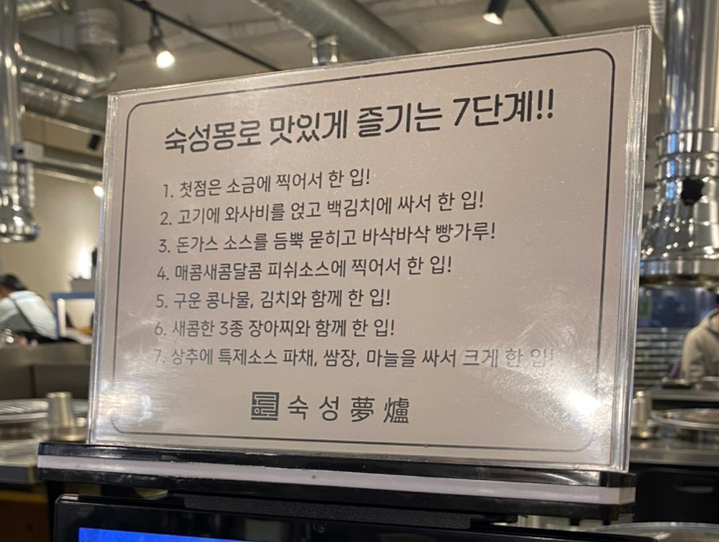 숙성몽로 맛있게 즐기는 7단계!!
1. 첫점은 소금에 찍어서 한 입!
2. 고기에 와사비를 얹고 백김치에 싸서 한 입!
3. 돈가스 소스를 듬뿍 묻히고 바삭바삭 빵가루!
4. 매콤새콤달콤 피쉬소스에 찍어서 한 입!
5. 구운 콩나물, 김치와 함께 한 입!
6. 새콤한 3종 장아찌와 함께 한 입!
7. 상추에 특제소스 파채, 쌈장, 마늘을 싸서 크게 한 입!
숙성夢爐